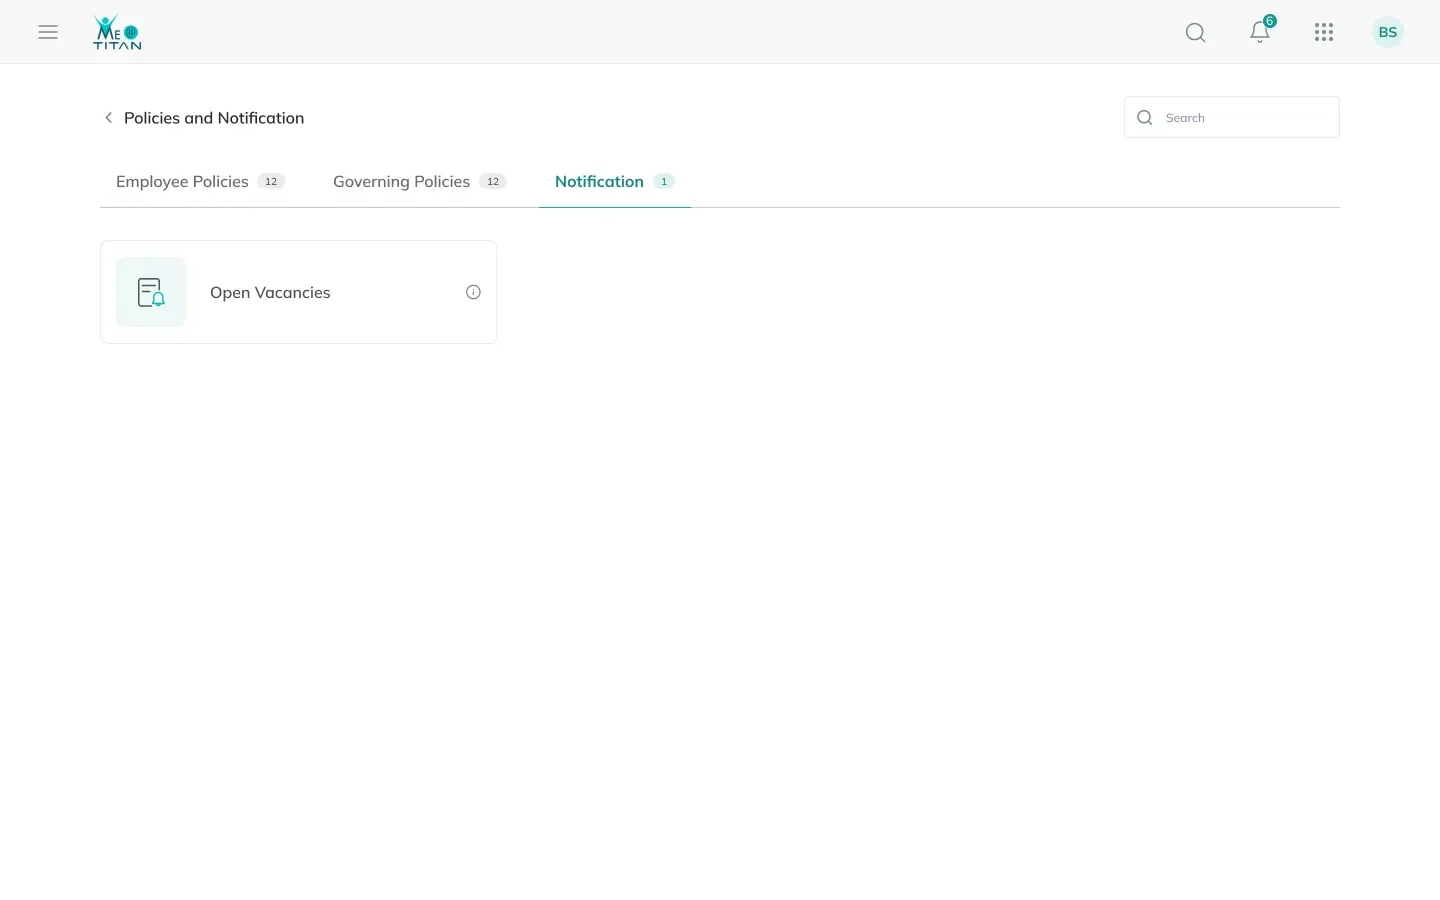 ME @
TITAN
6
BS
Policies and Notification
Search
Employee Policies 12
Governing Policies 12
Notification 1
Open Vacancies